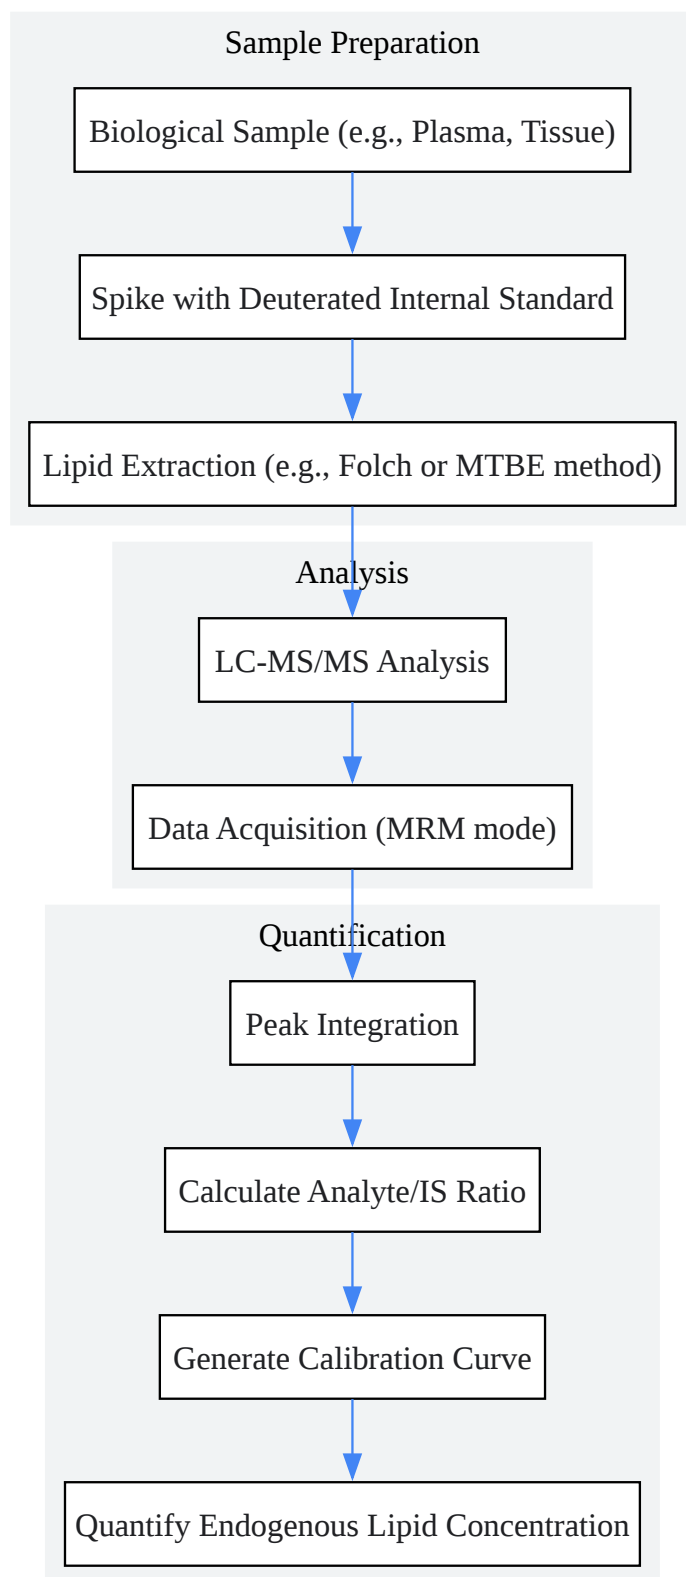 Sample Preparation
Biological Sample (e.g., Plasma, Tissue)
Spike with Deuterated Internal Standard
Lipid Extraction (e.g., Folch or MTBE method)
Analysis
LC-MS/MS Analysis
Data Acquisition (MRM mode)
Quantification
Peak Integration
Calculate Analyte/IS Ratio
Generate Calibration Curve
Quantify Endogenous Lipid Concentration